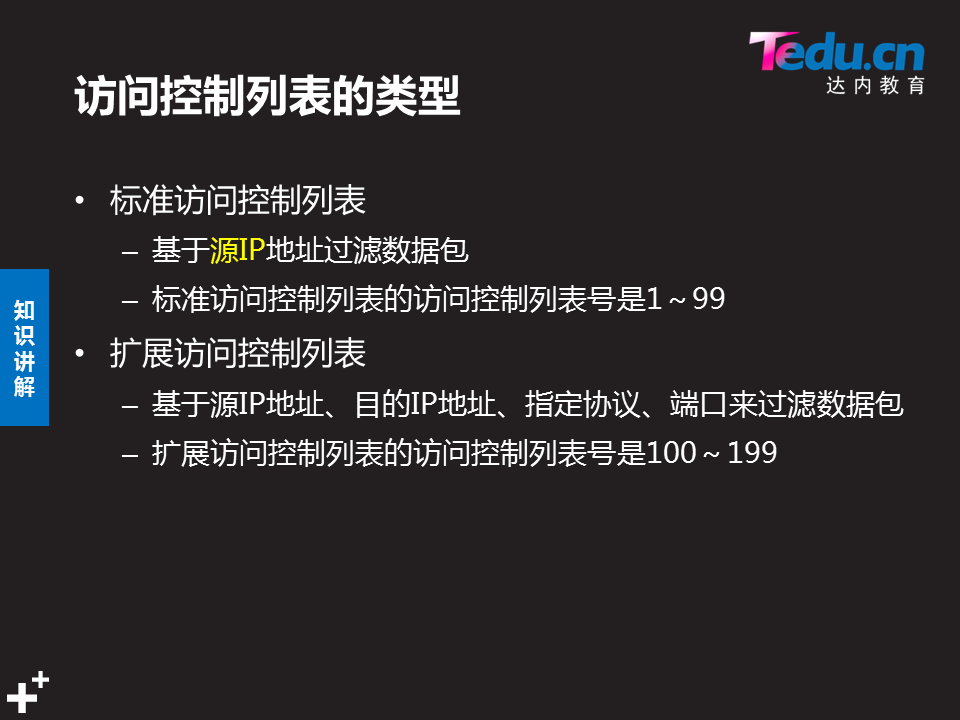 Tedu.cn
达内教育
访问控制列表的类型
• 标准访问控制列表
– 基于源IP地址过滤数据包
– 标准访问控制列表的访问控制列表号是1～99
• 扩展访问控制列表
– 基于源IP地址、目的IP地址、指定协议、端口来过滤数据包
– 扩展访问控制列表的访问控制列表号是100～199
知识讲解